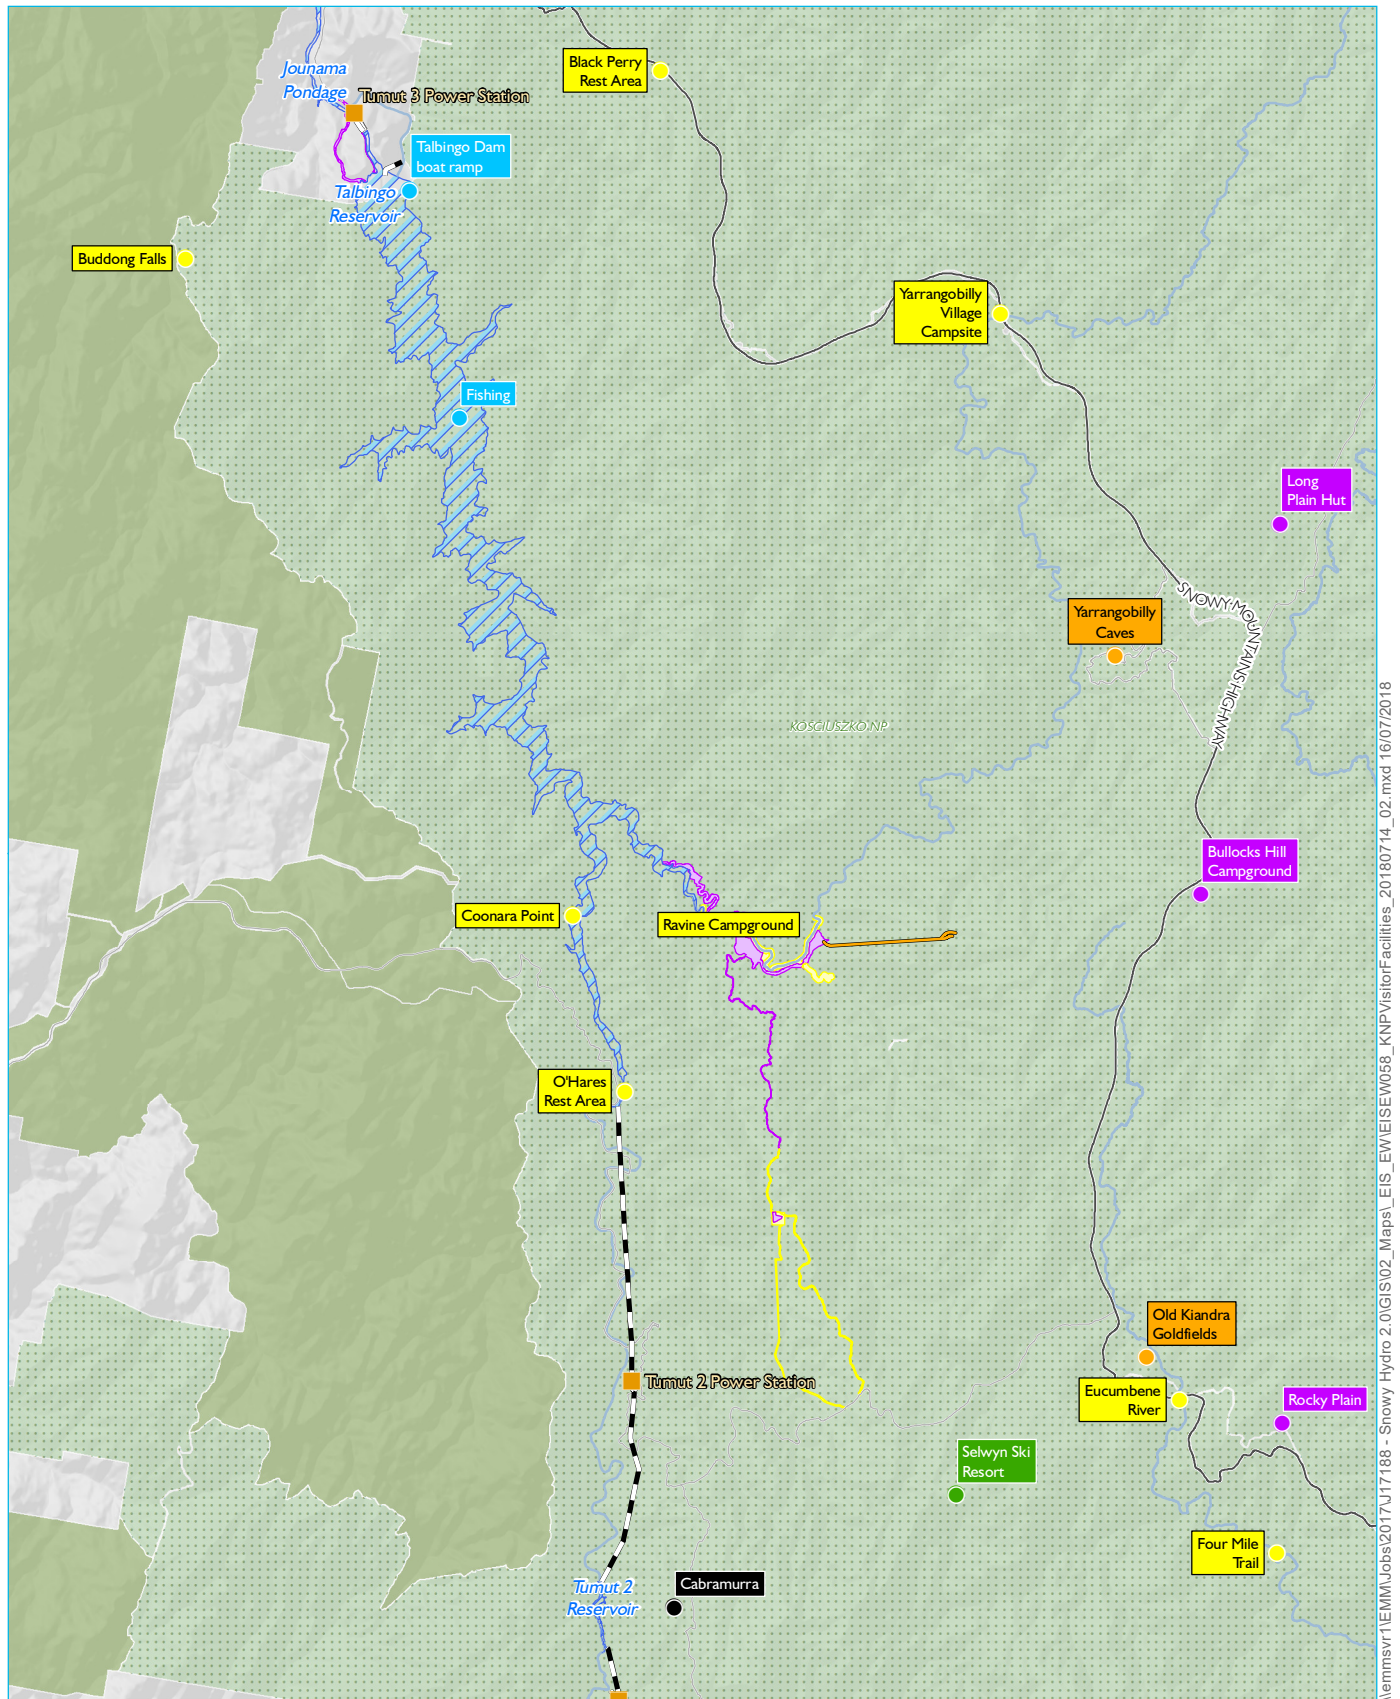 Black Perry
Rest Area
Jounama
Pondage
Tumut 3 Power Station
Talbingo Dam
boat ramp
Talbingo
Reservoir
Buddong Falls
Yarrangobilly
Village
Campsite
Fishing
Long
Plain Hut
SNOWY MOUNTAINS HIGHWAY
Yarrangobilly
Caves
KOSCIUSZKO NP
Bullocks Hill
Campground
Coonara Point
Ravine Campground
O'Hares
Rest Area
Old Kiandra
Goldfields
Tumut 2 Power Station
Eucumbene
River
Rocky Plain
Selwyn Ski
Resort
Four Mile
Trail
Tumut 2
Reservoir
Cabramurra
\emmsvr1\EMM\Jobs\2017\J17188 - Snowy Hydro 2.0\GIS\02_Maps\_EIS_EW\EISEW058_KNPVisitorFacilities_20180714_02.mxd 16/07/2018